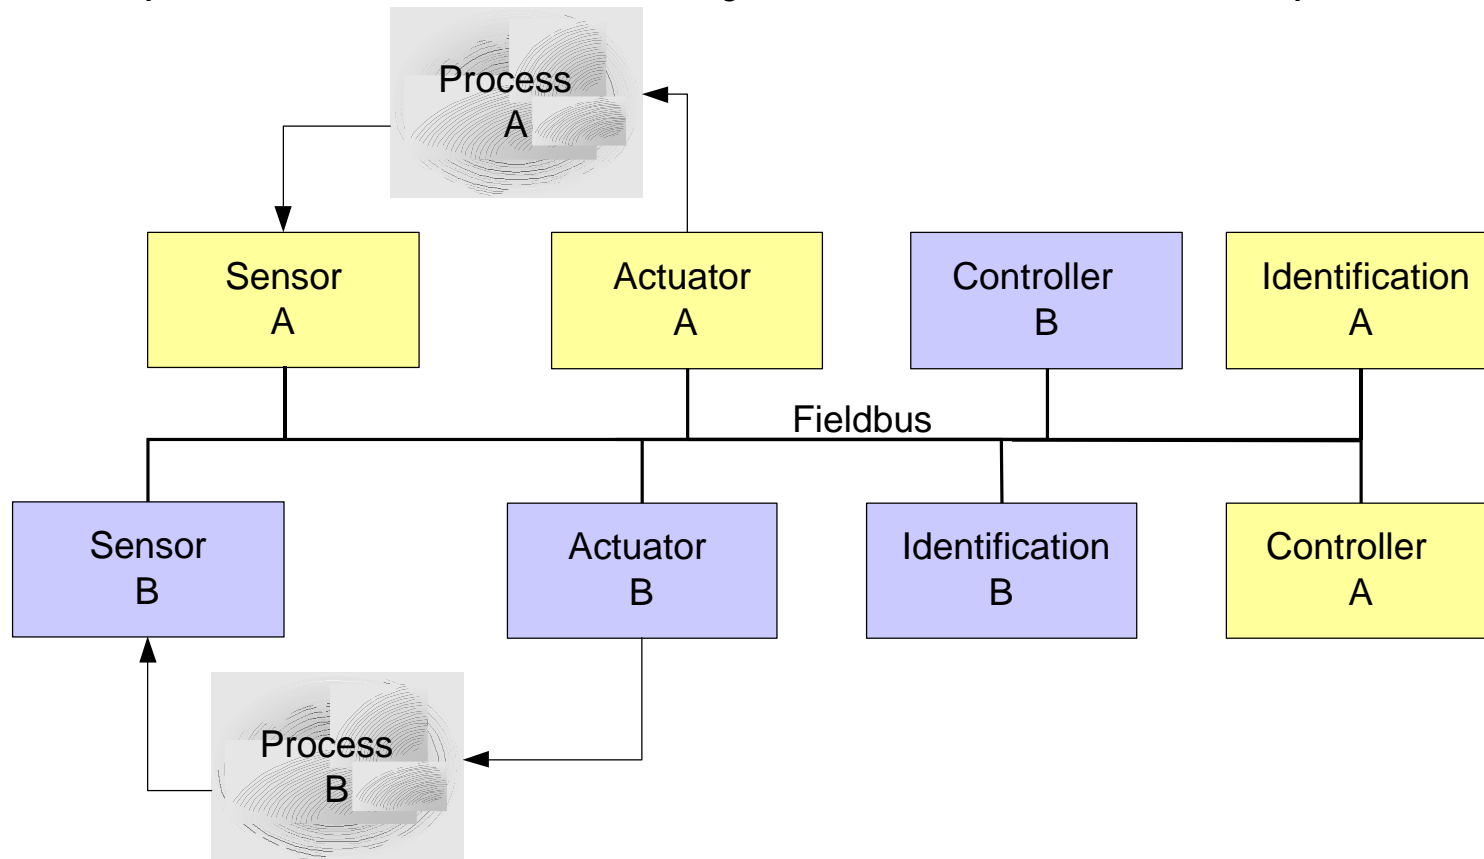 Process
A
Sensor
A
Actuator
A
Controller
B
Identification
A
Fieldbus
Sensor
B
Actuator
B
Identification
B
Controller
A
Process
B